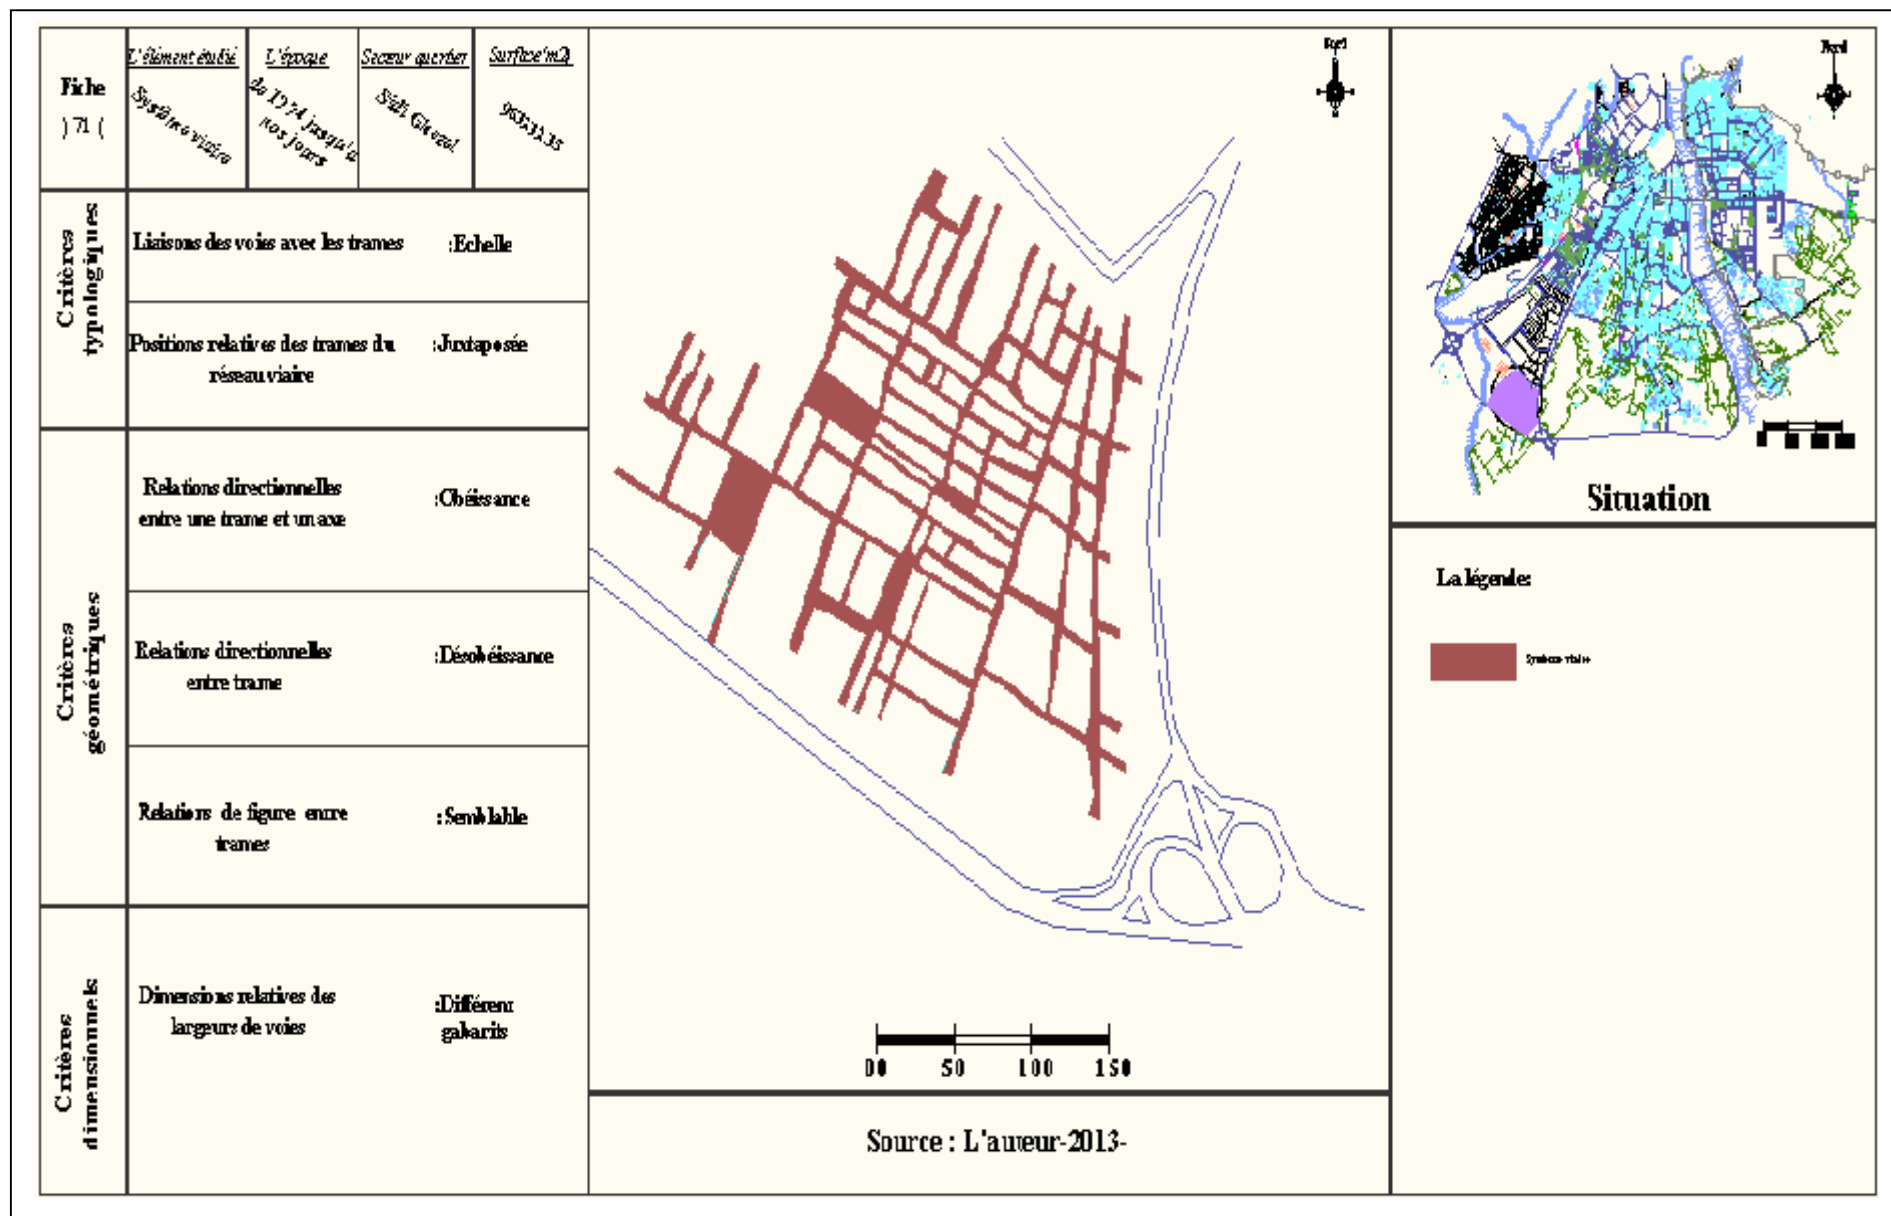 Fiche
) 71 (
L'élément étudié
Système viaire
L'époque
de 1974 jusqu'à
nos jours
Secteur quartier
Sidi Ghezal
Surface(m2)
Critères
typologiques
Liaisons des voies avec les trames :Echelle
Positions relatives des trames du :Juxtaposée
réseau viaire
Critères
géométriques
Relations directionnelles
entre une trame et un axe
:Obéissance
Relations directionnelles
entre trame
:Désobéissance
Relations de figure entre
trames
:Semblable
Critères
dimensionnels
Dimensions relatives des
largeurs de voies
:Différent
gabarits
Nord
00 50 100 150
Source : L'auteur-2013-
Nord
Situation
La légende:
Système viaire